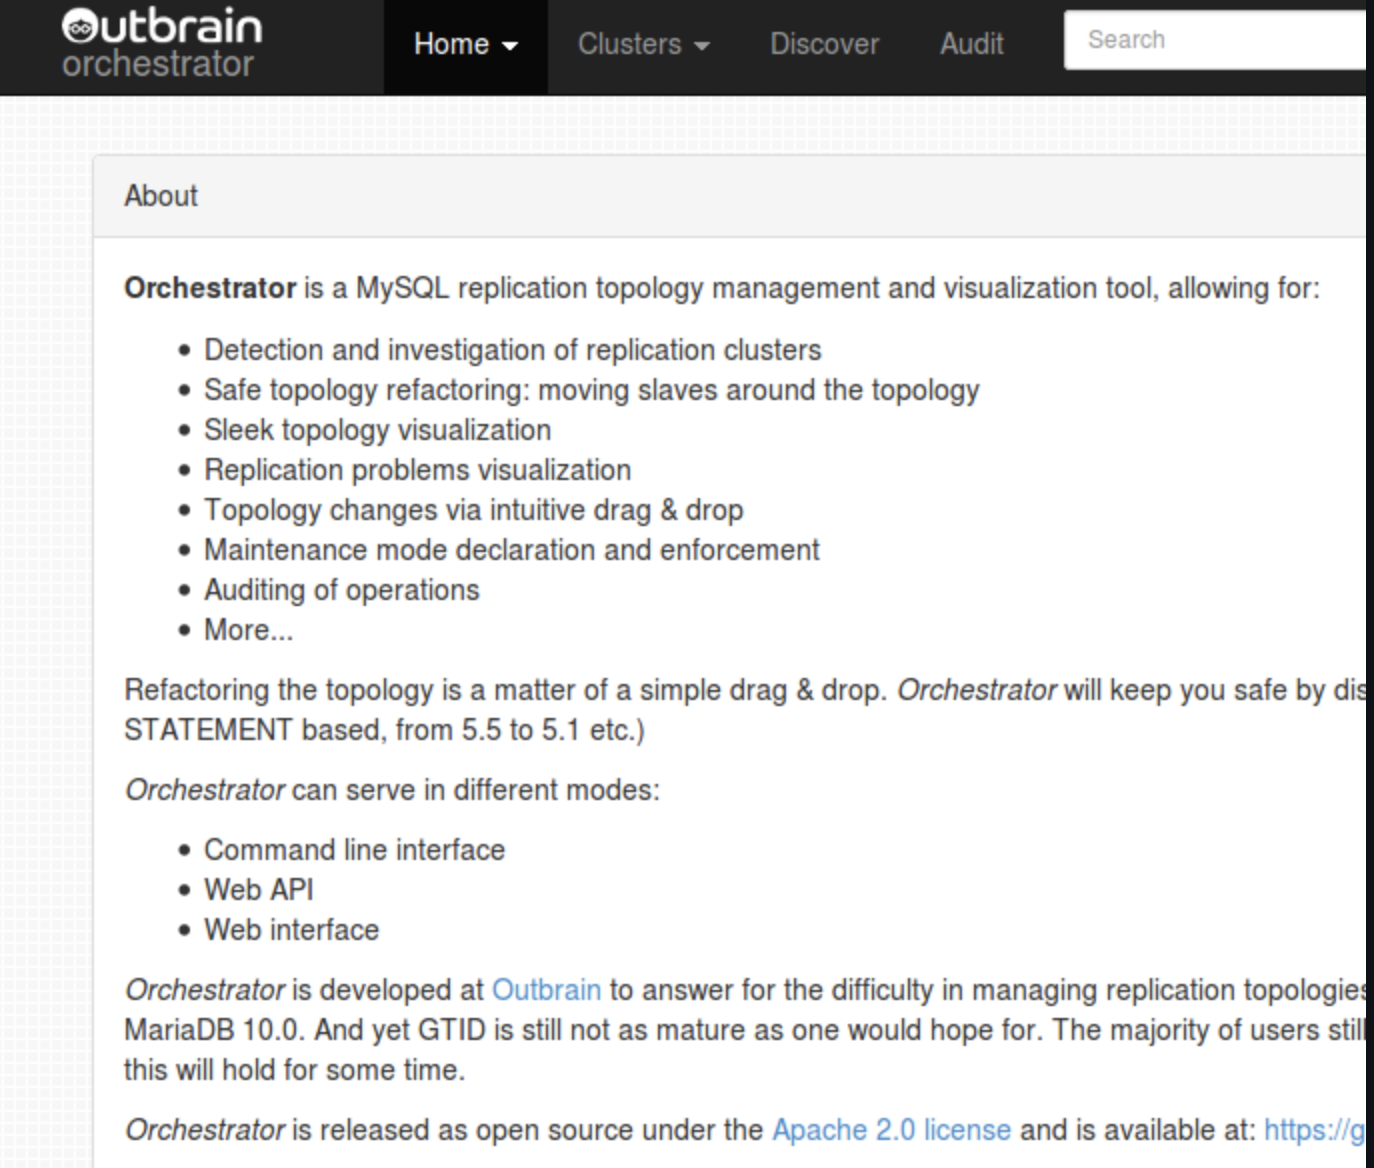 Outbrain
orchestrator
Home Clusters Discover Audit Search
About
Orchestrator is a MySQL replication topology management and visualization tool, allowing for:
• Detection and investigation of replication clusters
• Safe topology refactoring: moving slaves around the topology
• Sleek topology visualization
• Replication problems visualization
• Topology changes via intuitive drag & drop
• Maintenance mode declaration and enforcement
• Auditing of operations
• More...
Refactoring the topology is a matter of a simple drag & drop. Orchestrator will keep you safe by dis
STATEMENT based, from 5.5 to 5.1 etc.)
Orchestrator can serve in different modes:
• Command line interface
• Web API
• Web interface
Orchestrator is developed at Outbrain to answer for the difficulty in managing replication topologies
MariaDB 10.0. And yet GTID is still not as mature as one would hope for. The majority of users still
this will hold for some time.
Orchestrator is released as open source under the Apache 2.0 license and is available at: https://g